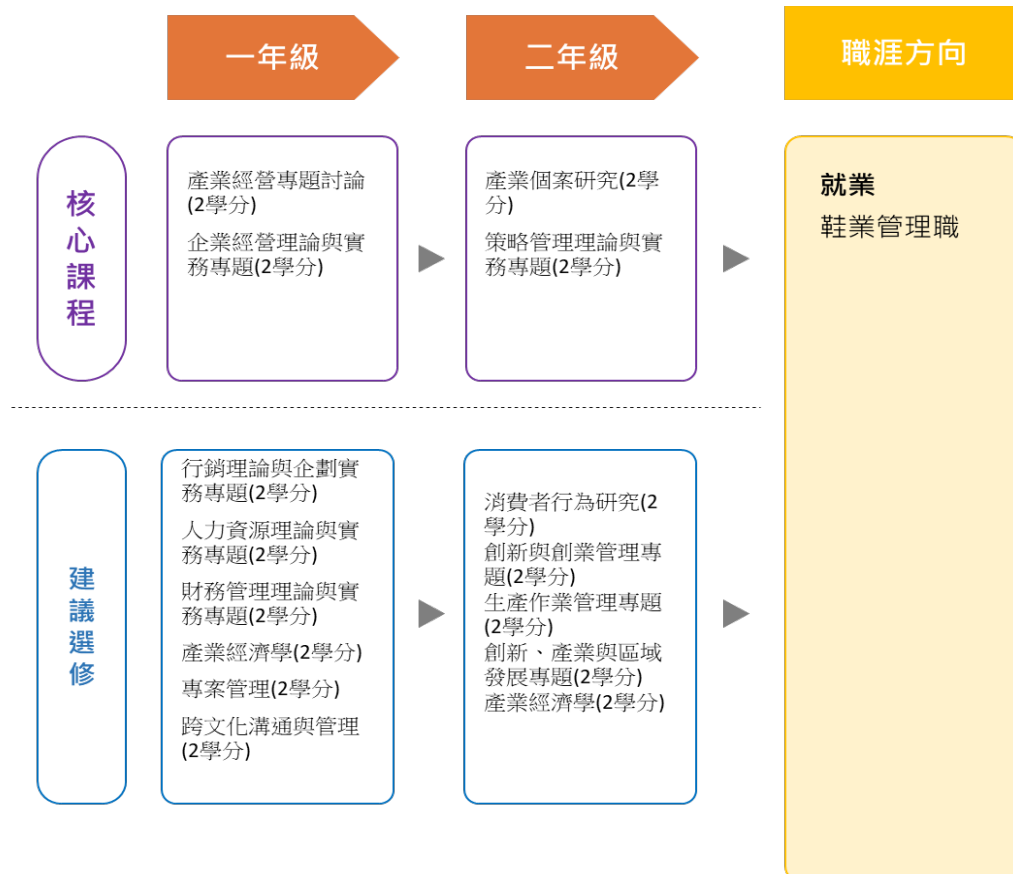 一年級
二年級
職涯方向
核心課程
產業經營專題討論
(2學分)
企業經營理論與實
務專題(2學分)
產業個案研究(2學
分)
策略管理理論與實
務專題(2學分)
就業
鞋業管理職
建議選修
行銷理論與企劃實
務專題(2學分)
人力資源理論與實
務專題(2學分)
財務管理理論與實
務專題(2學分)
產業經濟學(2學分)
專案管理(2學分)
跨文化溝通與管理
(2學分)
消費者行為研究(2
學分)
創新與創業管理專
題(2學分)
生產作業管理專題
(2學分)
創新、產業與區域
發展專題(2學分)
產業經濟學(2學分)